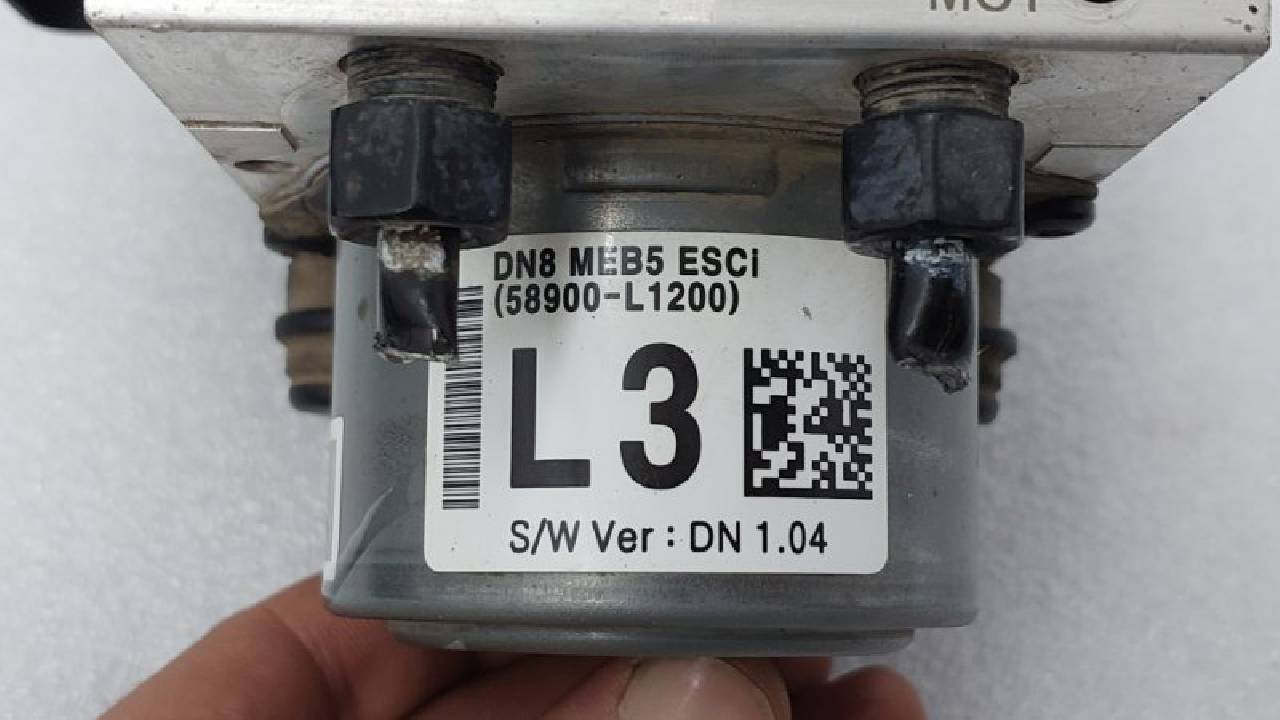 DN8 MEB5 ESCi
(58900-L1200)
L3
S/W Ver : DN 1.04